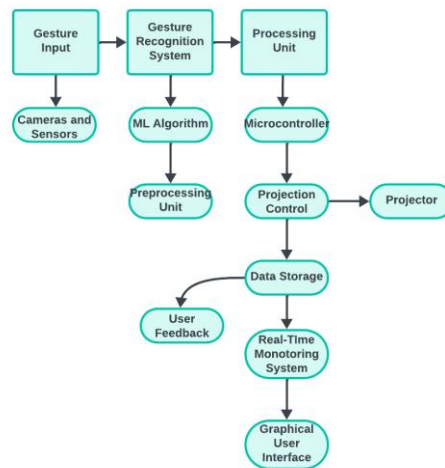 Gesture
Input
Gesture
Recognition
System
Processing
Unit
Cameras and
Sensors
ML Algorithm
Microcontroller
Preprocessing
Unit
Projection
Control
Projector
Data Storage
User
Feedback
Real-TIme
Monotoring
System
Graphical
User
Interface